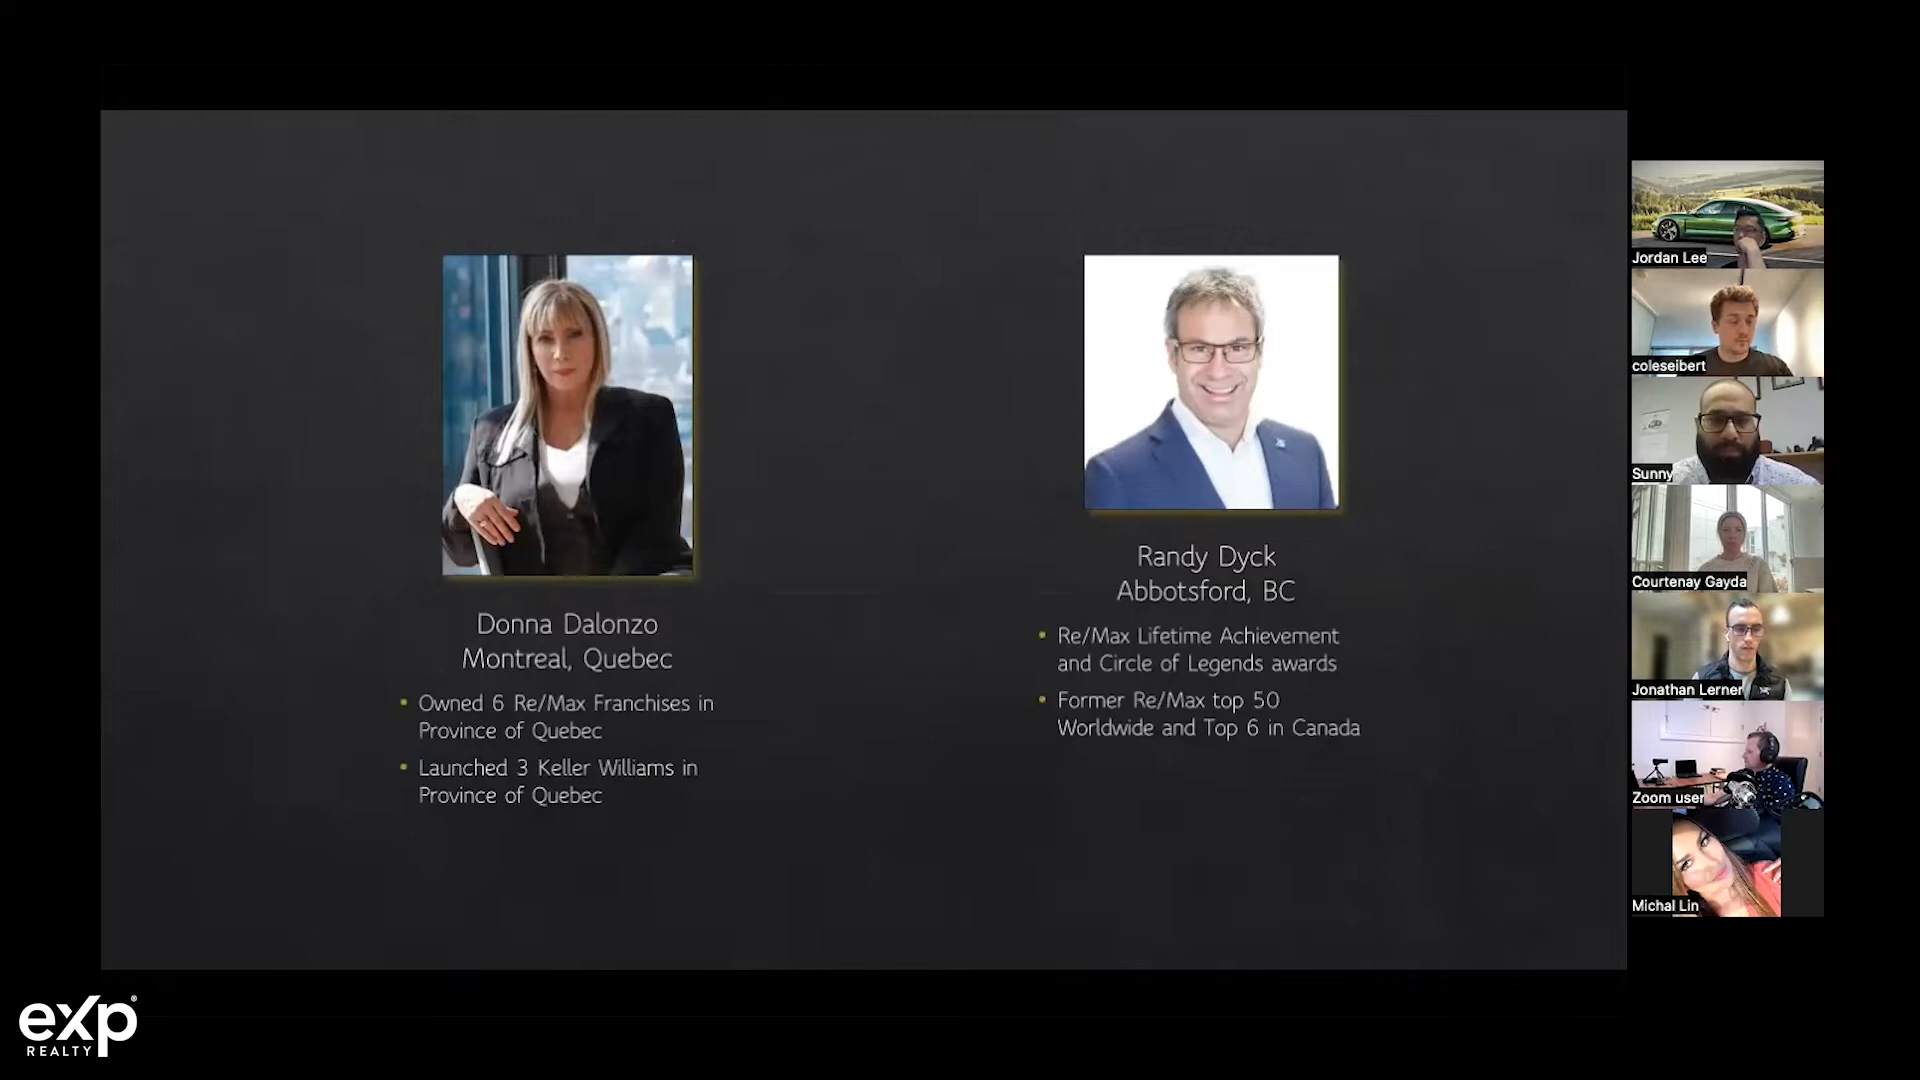 Donna Dalonzo
Montreal, Quebec
• Owned 6 Re/Max Franchises in
Province of Quebec
• Launched 3 Keller Williams in
Province of Quebec
Randy Dyck
Abbotsford, BC
• Re/Max Lifetime Achievement
and Circle of Legends awards
• Former Re/Max top 50
Worldwide and Top 6 in Canada
Jordan Lee
coleseibert
Sunny
Courtenay Gayda
Jonathan Lerner
Zoom user
Michal Lin
exp®
REALTY